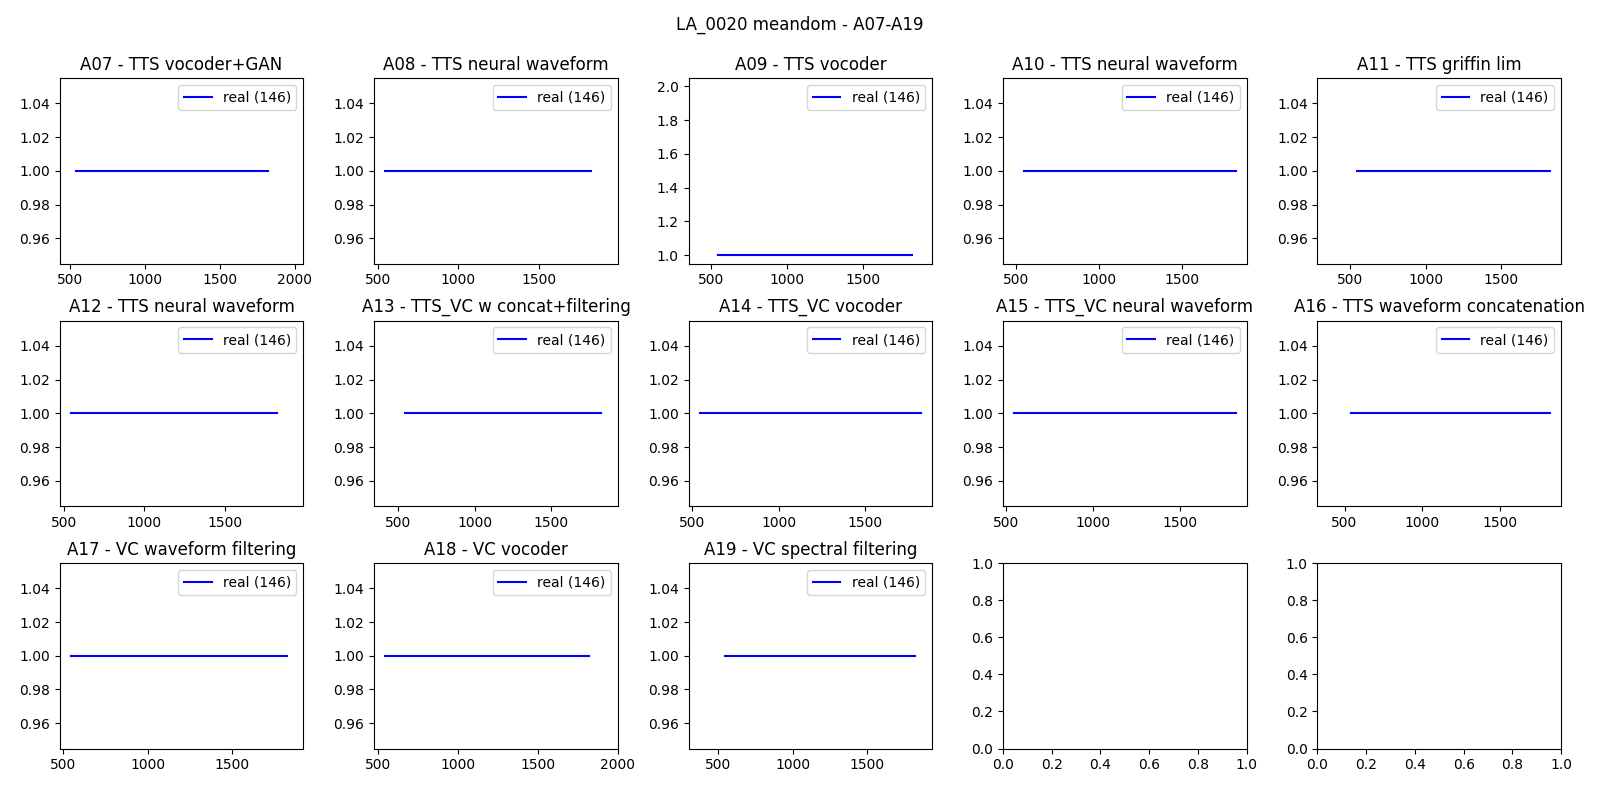 LA_0020 meandom - A07-A19
A07 - TTS vocoder+GAN
real (146)
1.04
1.02
1.00
0.98
0.96
500 1000 1500 2000
A08 - TTS neural waveform
real (146)
1.04
1.02
1.00
0.98
0.96
500 1000 1500
A09 - TTS vocoder
real (146)
2.0
1.8
1.6
1.4
1.2
1.0
500 1000 1500
A10 - TTS neural waveform
real (146)
1.04
1.02
1.00
0.98
0.96
500 1000 1500
A11 - TTS griffin lim
real (146)
1.04
1.02
1.00
0.98
0.96
500 1000 1500
A12 - TTS neural waveform
real (146)
1.04
1.02
1.00
0.98
0.96
500 1000 1500
A13 - TTS_VC w concat+filtering
real (146)
1.04
1.02
1.00
0.98
0.96
500 1000 1500
A14 - TTS_VC vocoder
real (146)
1.04
1.02
1.00
0.98
0.96
500 1000 1500
A15 - TTS_VC neural waveform
real (146)
1.04
1.02
1.00
0.98
0.96
500 1000 1500
A16 - TTS waveform concatenation
real (146)
1.04
1.02
1.00
0.98
0.96
500 1000 1500
A17 - VC waveform filtering
real (146)
1.04
1.02
1.00
0.98
0.96
500 1000 1500
A18 - VC vocoder
real (146)
1.04
1.02
1.00
0.98
0.96
500 1000 1500 2000
A19 - VC spectral filtering
real (146)
1.04
1.02
1.00
0.98
0.96
500 1000 1500
1.0
0.8
0.6
0.4
0.2
0.0
0.0 0.2 0.4 0.6 0.8 1.0
1.0
0.8
0.6
0.4
0.2
0.0
0.0 0.2 0.4 0.6 0.8 1.0